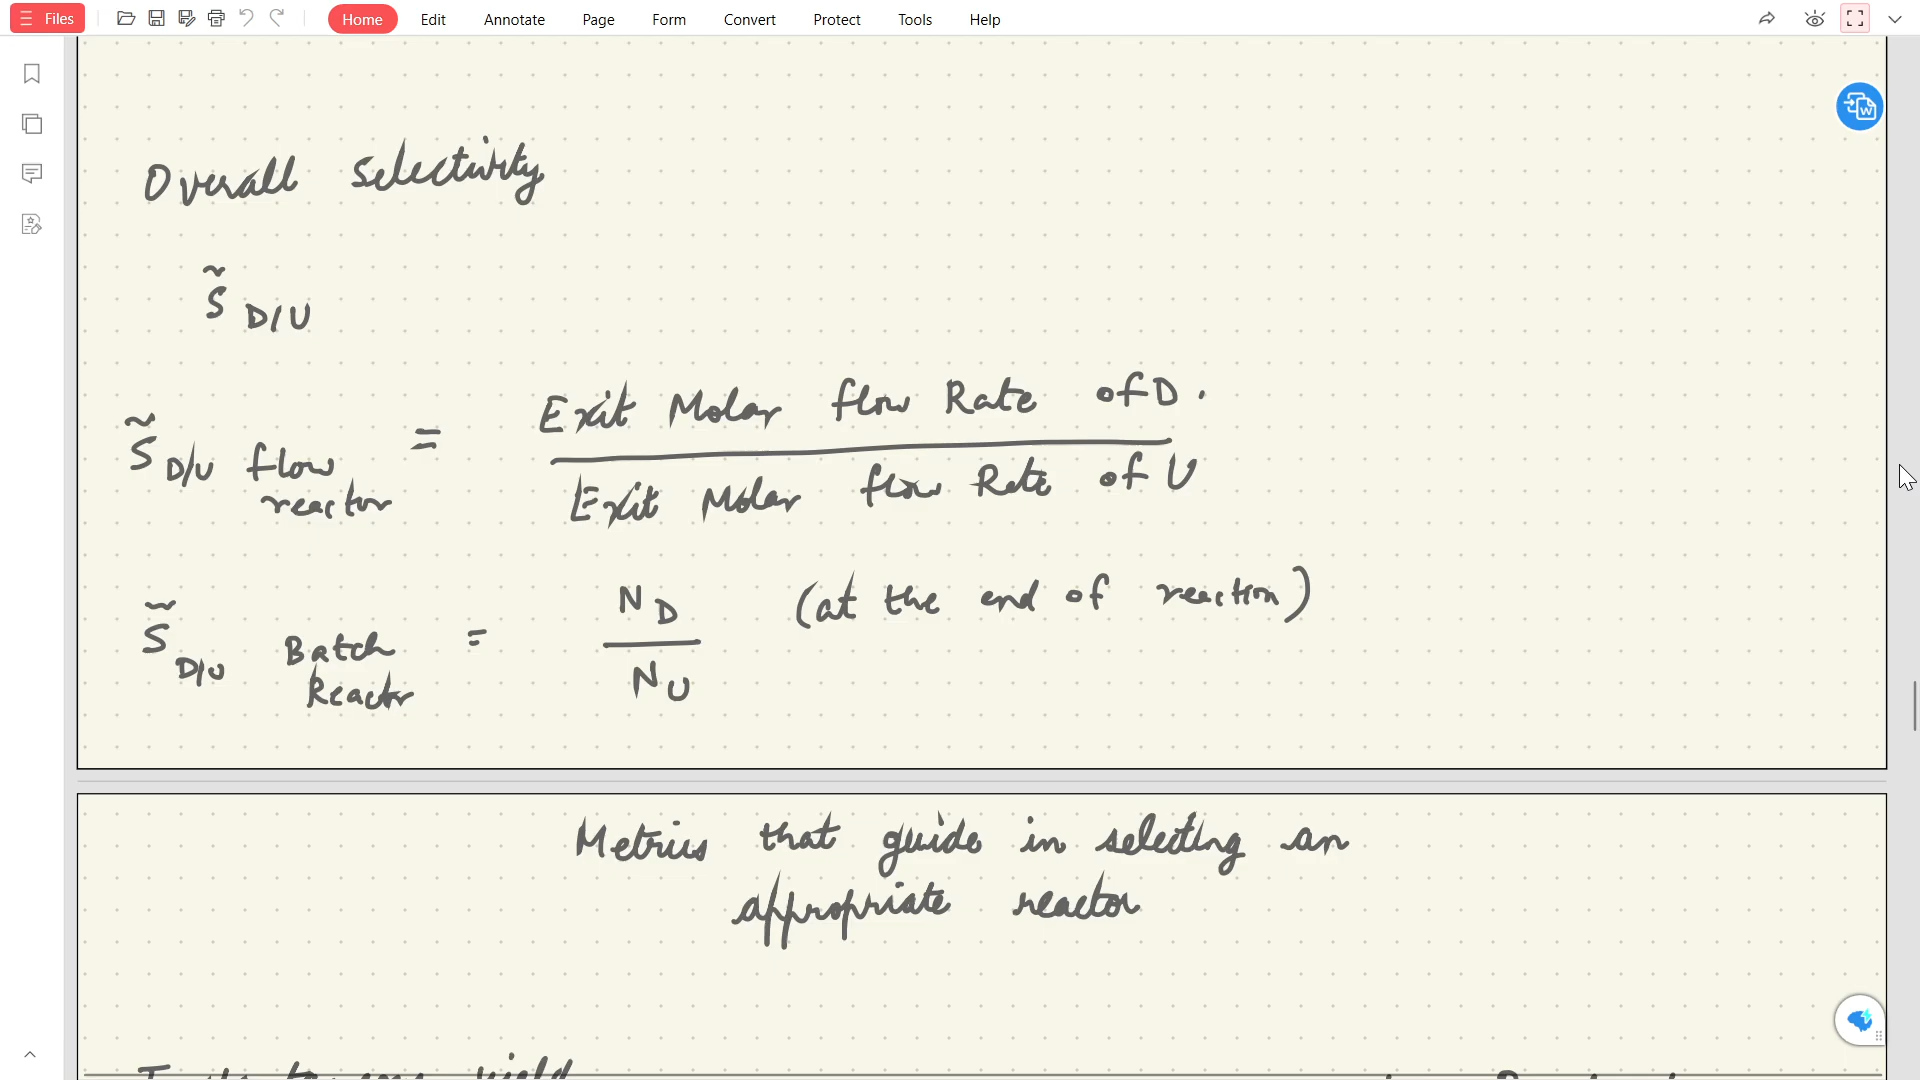 Files Home Edit Annotate Page Form Convert Protect Tools Help
Overall selectivity
S̃ D/U
S̃ D/U flow reactor = Exit Molar flow Rate of D.
Exit Molar flow Rate of U
S̃ D/U Batch Reactor = N D (at the end of reaction)
N U
Metrics that guide in selecting an
appropriate reactor
yield